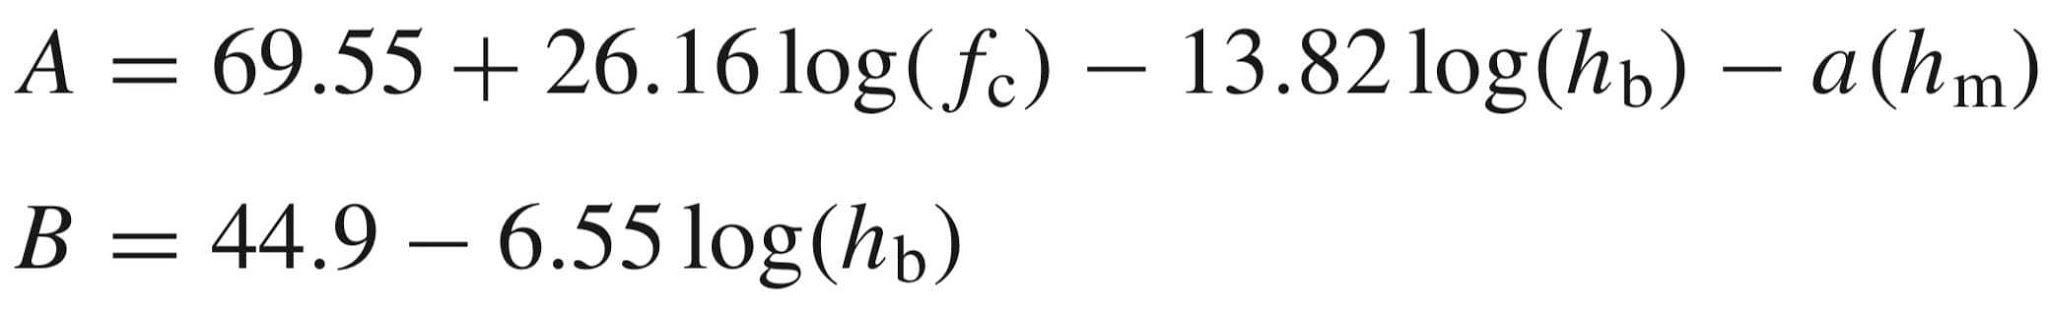 A = 69.55 + 26.16 log(f_c) − 13.82 log(h_b) − a(h_m)
B = 44.9 − 6.55 log(h_b)